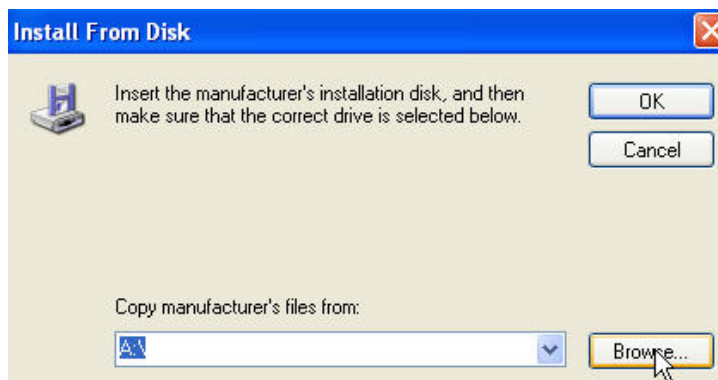 Install From Disk
Insert the manufacturer's installation disk, and then
make sure that the correct drive is selected below.
OK
Cancel
Copy manufacturer's files from:
A:\
Browse...